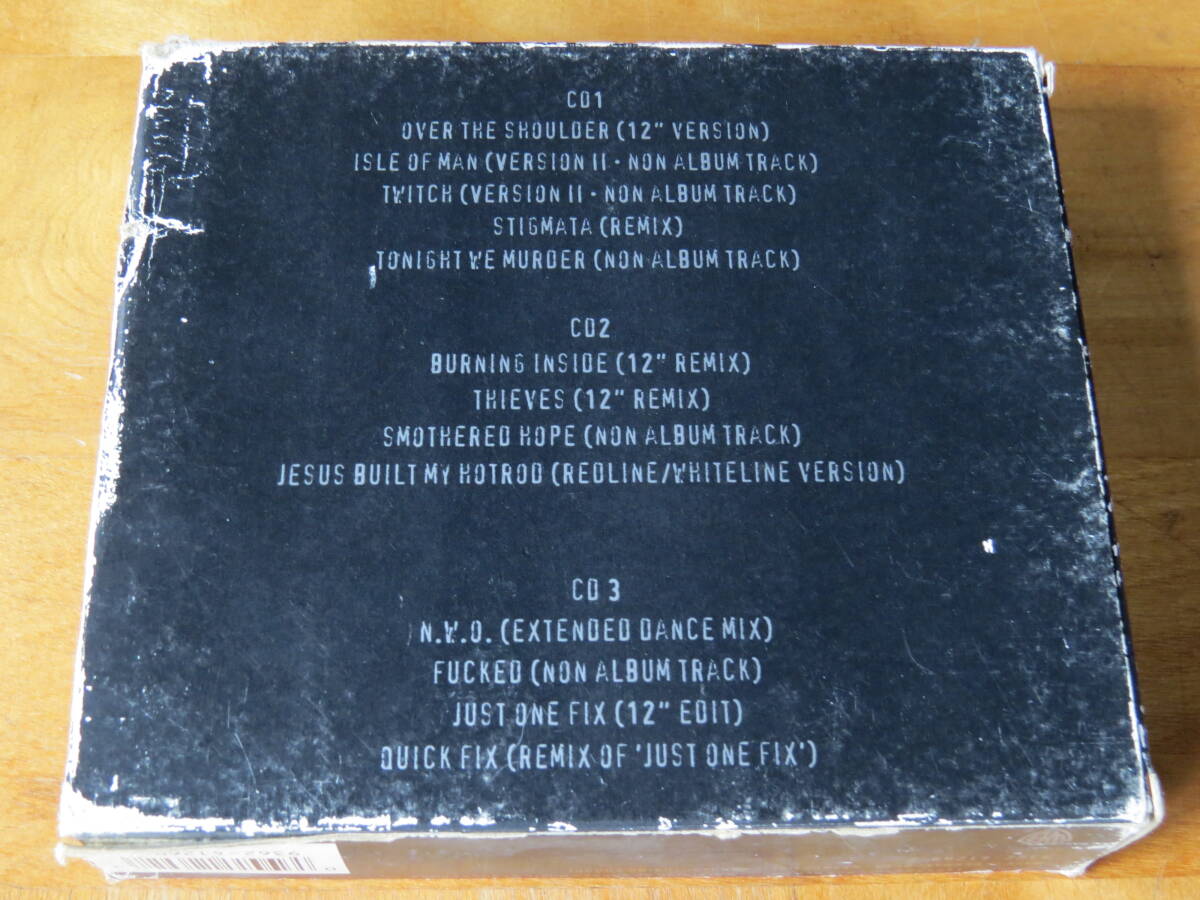 CD1
OVER THE SHOULDER (12" VERSION)
ISLE OF MAN (VERSION II - NON ALBUM TRACK)
TWITCH (VERSION II - NON ALBUM TRACK)
STIGMATA (REMIX)
TONIGHT WE MURDER (NON ALBUM TRACK)
CD2
BURNING INSIDE (12" REMIX)
THIEVES (12" REMIX)
SMOTHERED HOPE (NON ALBUM TRACK)
JESUS BUILT MY HOTROD (REDLINE/WHITELINE VERSION)
CD 3
N.W.O. (EXTENDED DANCE MIX)
FUCKED (NON ALBUM TRACK)
JUST ONE FIX (12" EDIT)
QUICK FIX (REMIX OF 'JUST ONE FIX')